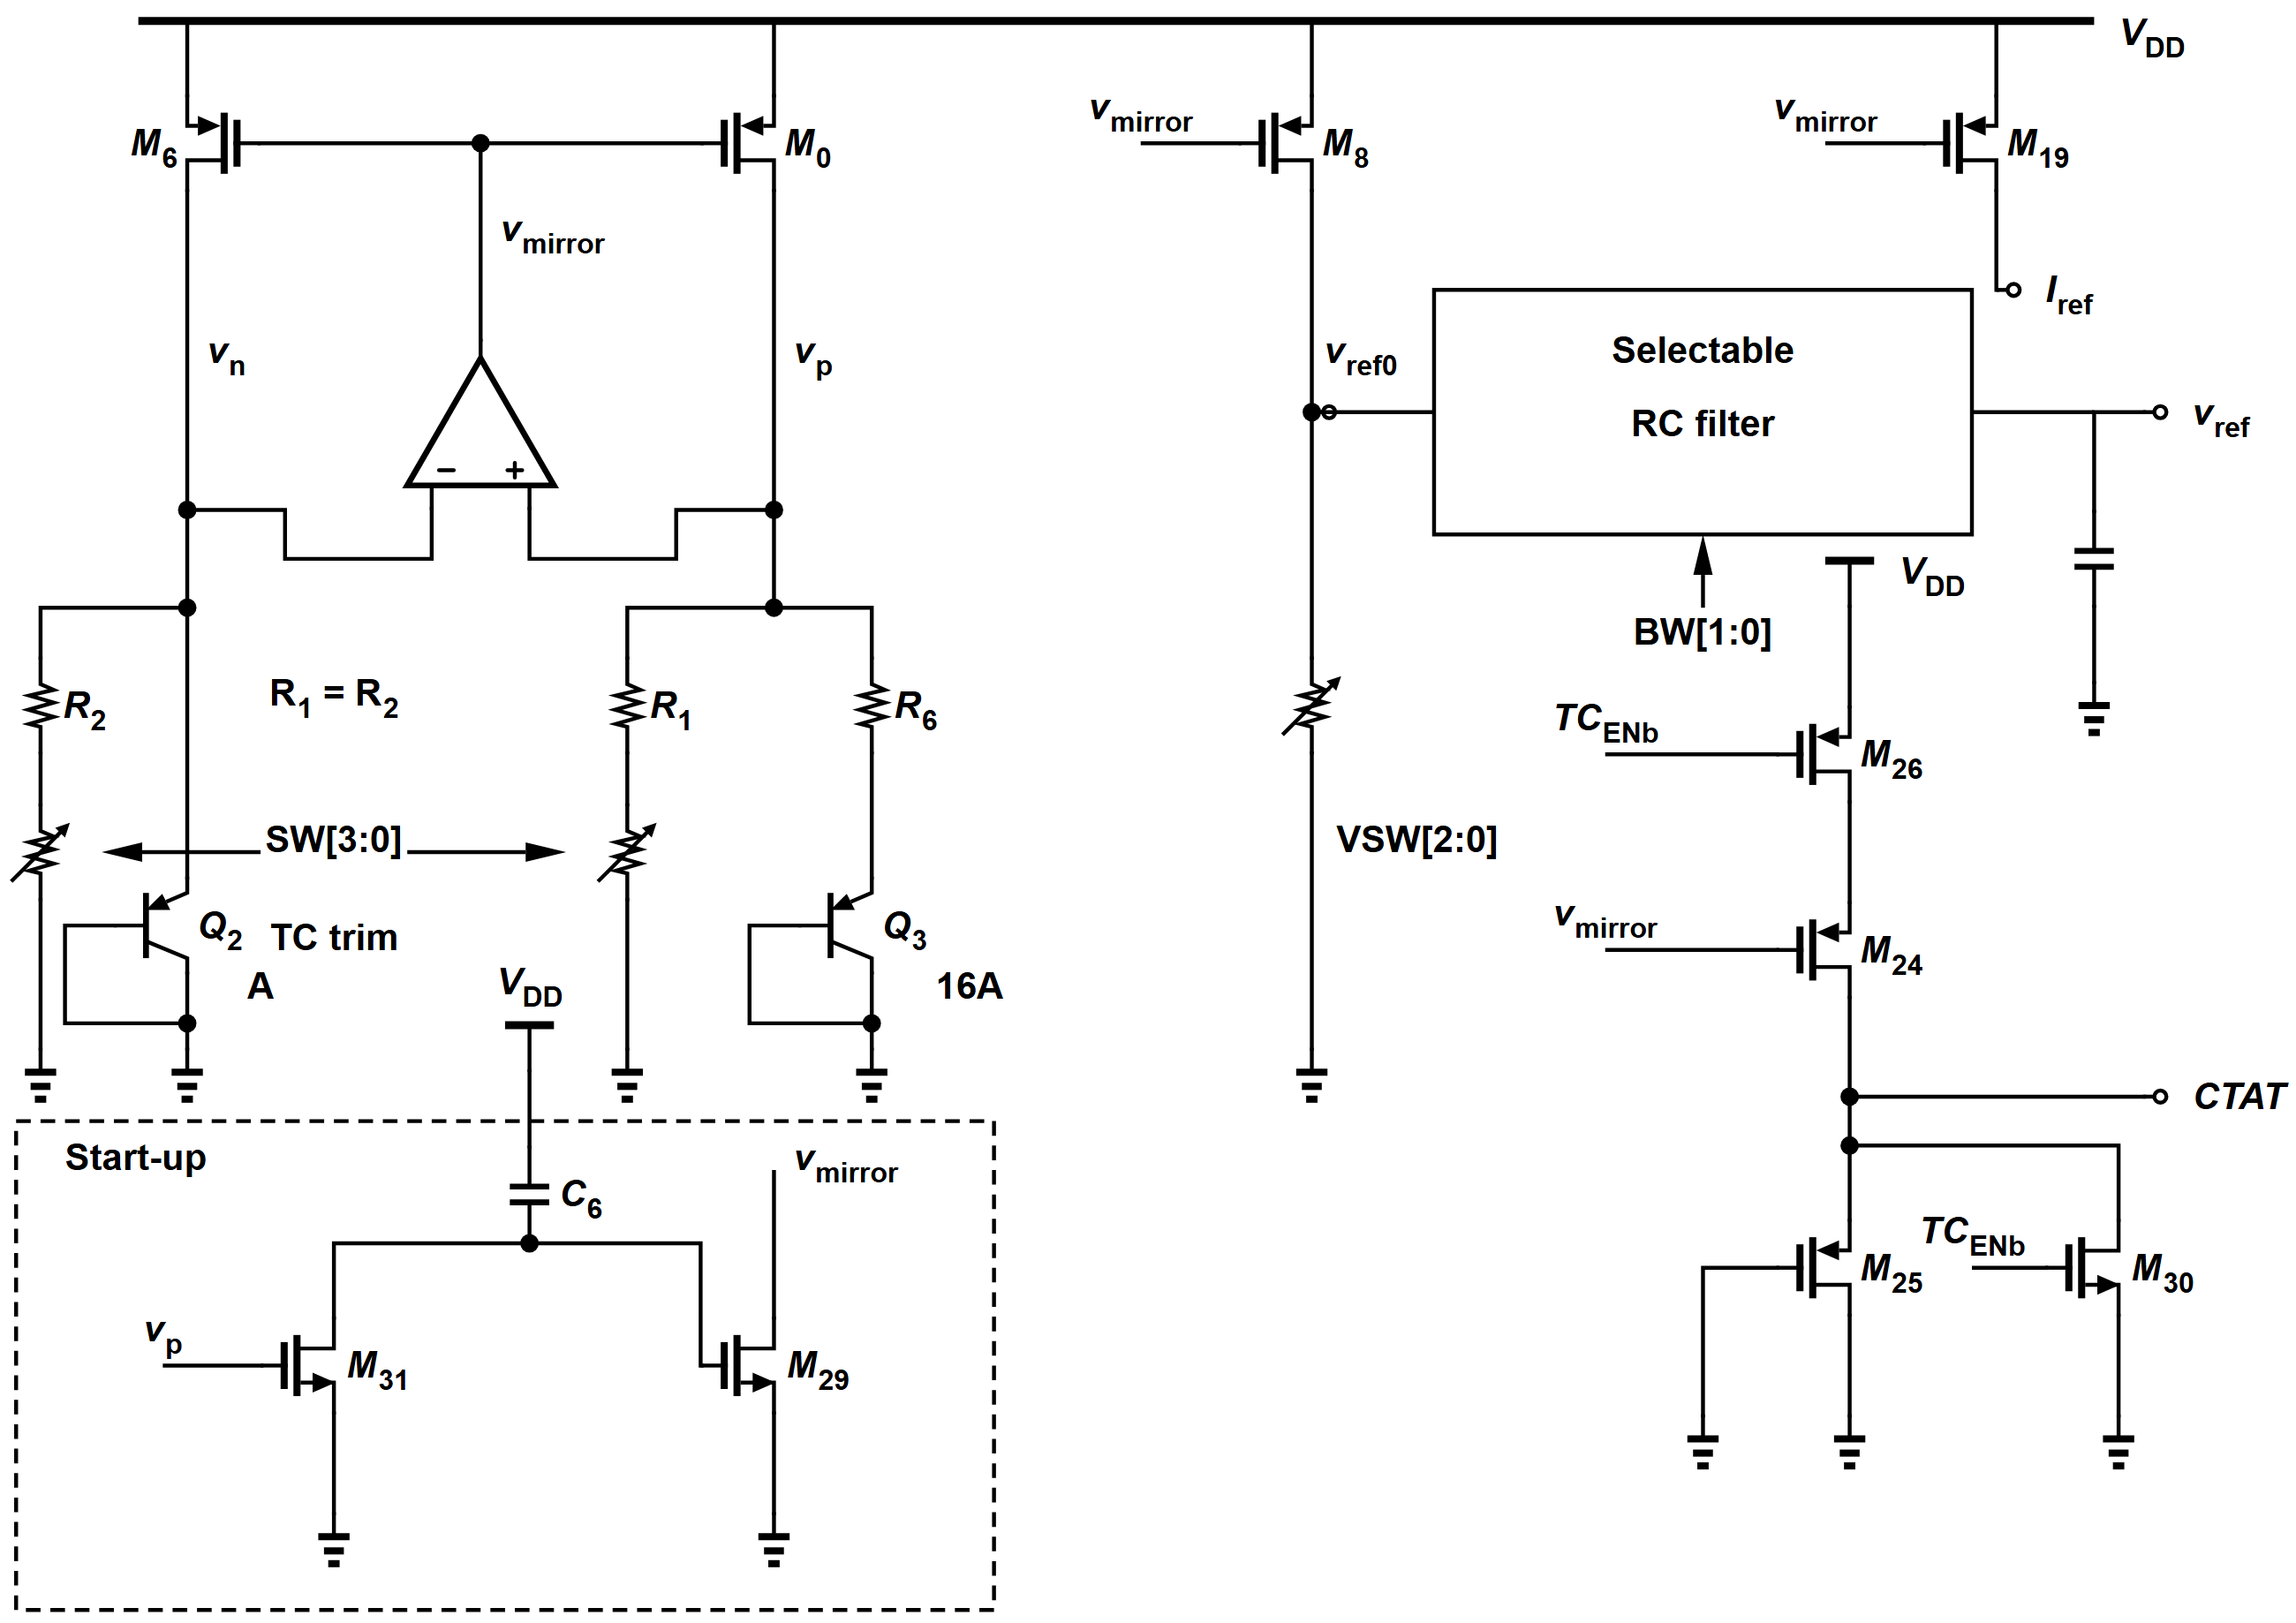 VDD
M6
M0
vmirror
M8
vmirror
M19
vmirror
Iref
vn
vp
vref0
Selectable
RC filter
vref
− +
BW[1:0]
VDD
R2
R1 = R2
R1
R6
TCENb
M26
SW[3:0]
VSW[2:0]
Q2
TC trim
A
Q3
16A
vmirror
M24
VDD
CTAT
Start-up
C6
vmirror
TCENb
M25
M30
vp
M31
M29